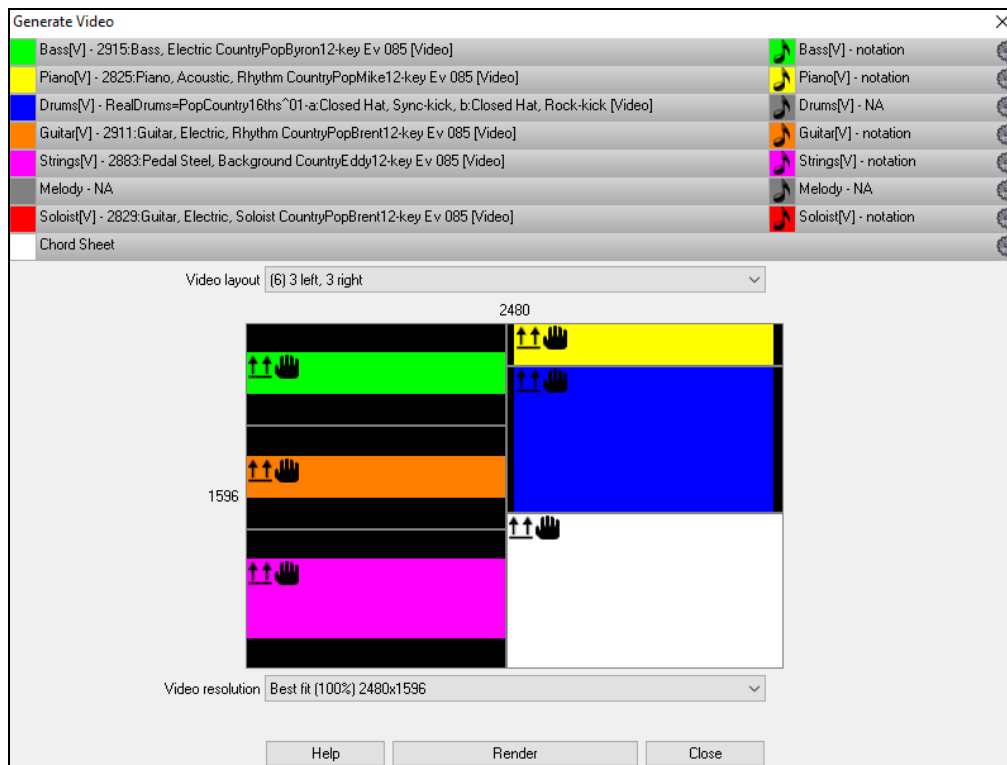 Generate Video
Bass[V] - 2915:Bass, Electric CountryPopByron12-key Ev 085 [Video] Bass[V] - notation
Piano[V] - 2825:Piano, Acoustic, Rhythm CountryPopMike12-key Ev 085 [Video] Piano[V] - notation
Drums[V] - RealDrums=PopCountry16ths^01-a:Closed Hat, Sync-kick, b:Closed Hat, Rock-kick [Video] Drums[V] - NA
Guitar[V] - 2911:Guitar, Electric, Rhythm CountryPopBrent12-key Ev 085 [Video] Guitar[V] - notation
Strings[V] - 2883:Pedal Steel, Background CountryEddy12-key Ev 085 [Video] Strings[V] - notation
Melody - NA Melody - NA
Soloist[V] - 2829:Guitar, Electric, Soloist CountryPopBrent12-key Ev 085 [Video] Soloist[V] - notation
Chord Sheet
Video layout (6) 3 left, 3 right
2480
1596
Video resolution Best fit (100%) 2480x1596
Help Render Close